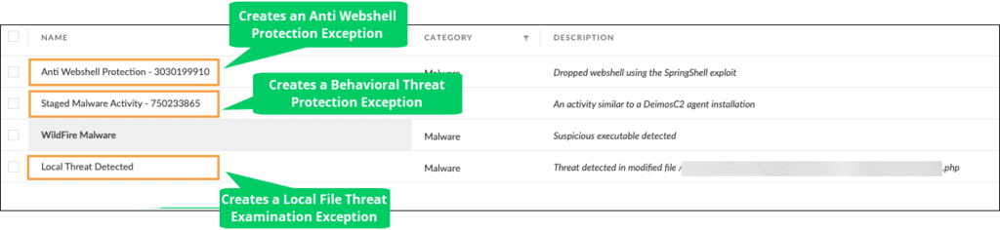 Creates an Anti Webshell
Protection Exception
NAME
CATEGORY
DESCRIPTION
Anti Webshell Protection - 3030199910
Dropped webshell using the SpringShell exploit
Creates a Behavioral Threat
Protection Exception
Staged Malware Activity - 750233865
An activity similar to a DeimosC2 agent installation
WildFire Malware
Malware
Suspicious executable detected
Local Threat Detected
Malware
Threat detected in modified file /
.php
Creates a Local File Threat
Examination Exception